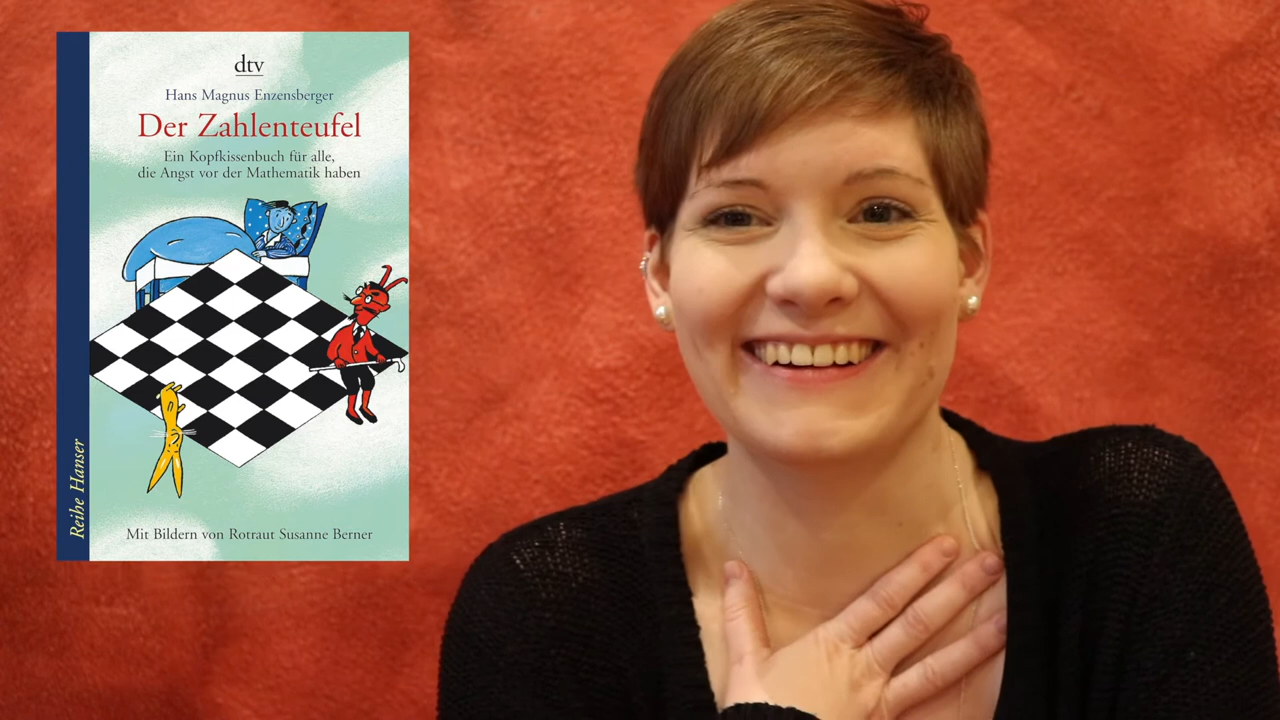 dtv
Hans Magnus Enzensberger
Der Zahlenteufel
Ein Kopfkissenbuch für alle,
die Angst vor der Mathematik haben
Reihe Hanser
Mit Bildern von Rotraut Susanne Berner